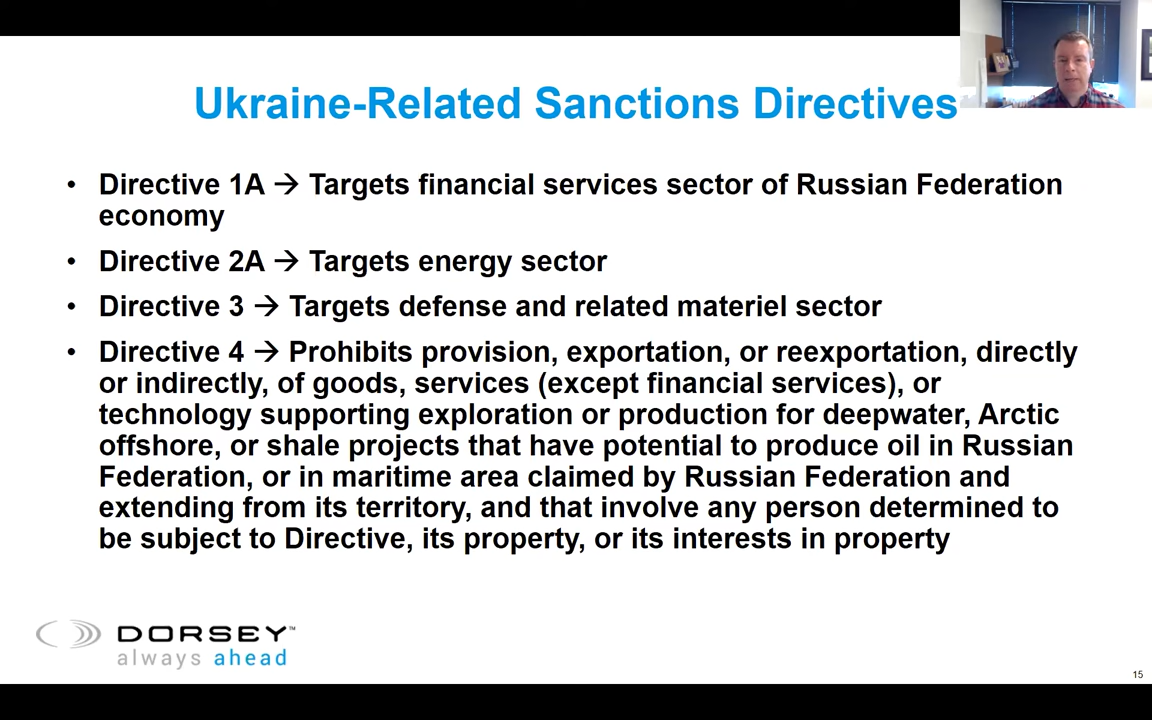 Ukraine-Related Sanctions Directives
• Directive 1A → Targets financial services sector of Russian Federation
economy
• Directive 2A → Targets energy sector
• Directive 3 → Targets defense and related materiel sector
• Directive 4 → Prohibits provision, exportation, or reexportation, directly
or indirectly, of goods, services (except financial services), or
technology supporting exploration or production for deepwater, Arctic
offshore, or shale projects that have potential to produce oil in Russian
Federation, or in maritime area claimed by Russian Federation and
extending from its territory, and that involve any person determined to
be subject to Directive, its property, or its interests in property
DORSEY™
always ahead
15